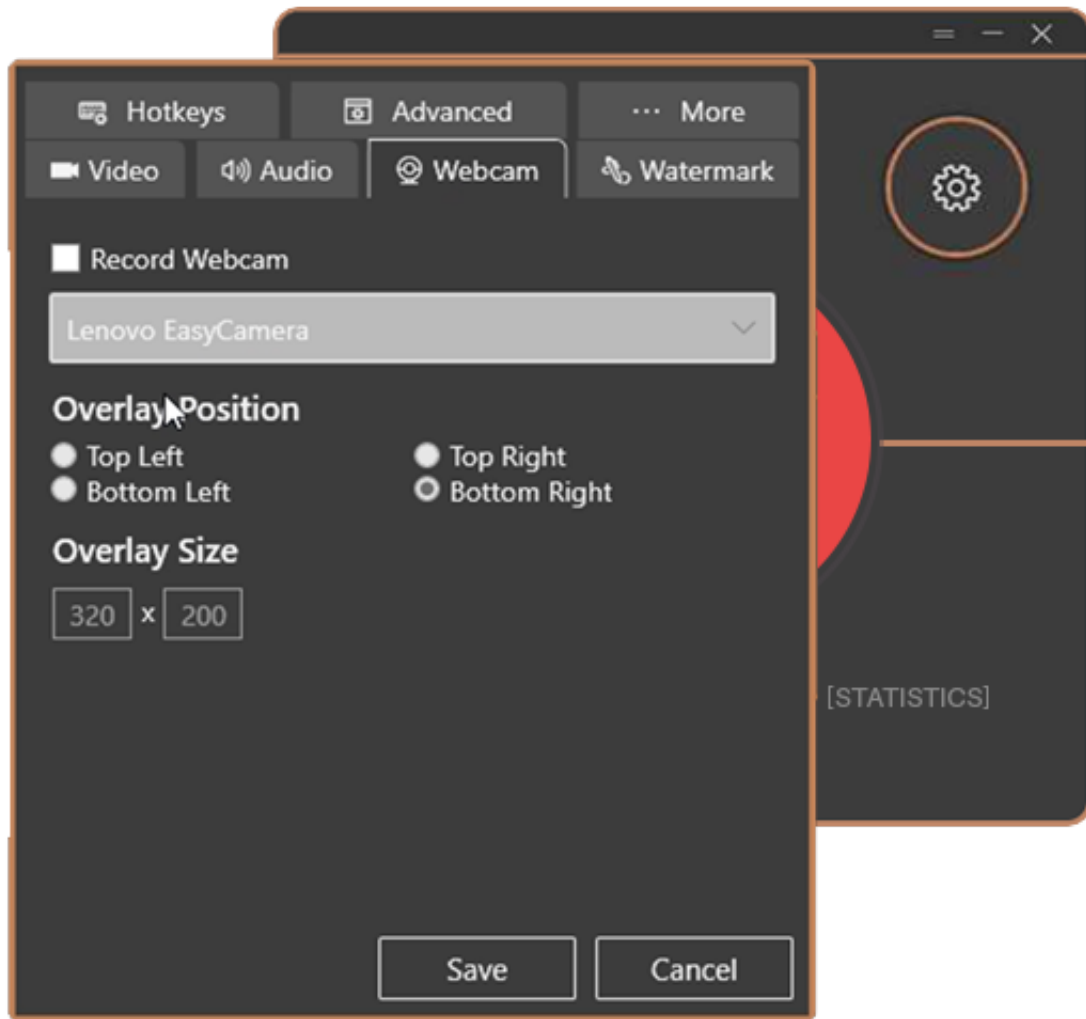 Hotkeys Advanced ··· More
Video Audio Webcam Watermark
Record Webcam
Lenovo EasyCamera
Overlay Position
Top Left Top Right
Bottom Left Bottom Right
Overlay Size
320 x 200
[STATISTICS]
Save Cancel